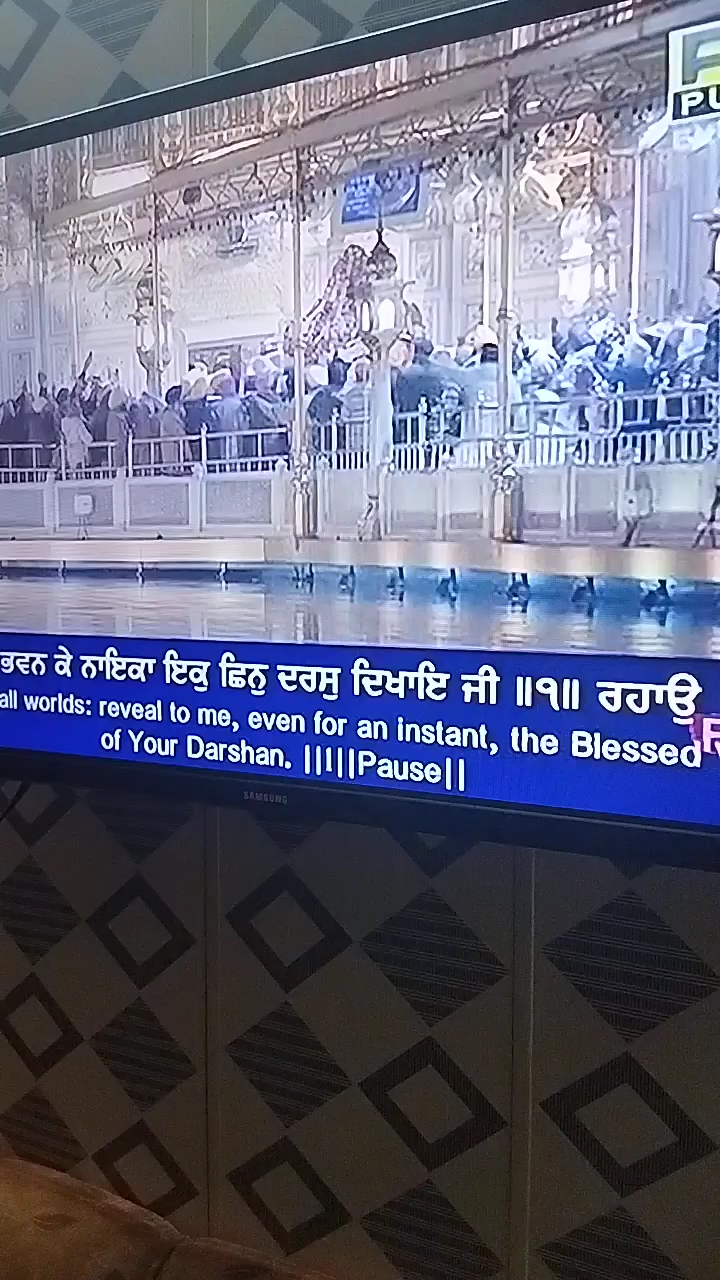 PU
ਭਵਨ ਕੇ ਨਾਇਕਾ ਇਕੁ ਛਿਨੁ ਦਰਸੁ ਦਿਖਾਇ ਜੀ ॥੧॥ ਰਹਾਉ
all worlds: reveal to me, even for an instant, the Blessed
of Your Darshan. ||1||Pause||
SAMSUNG